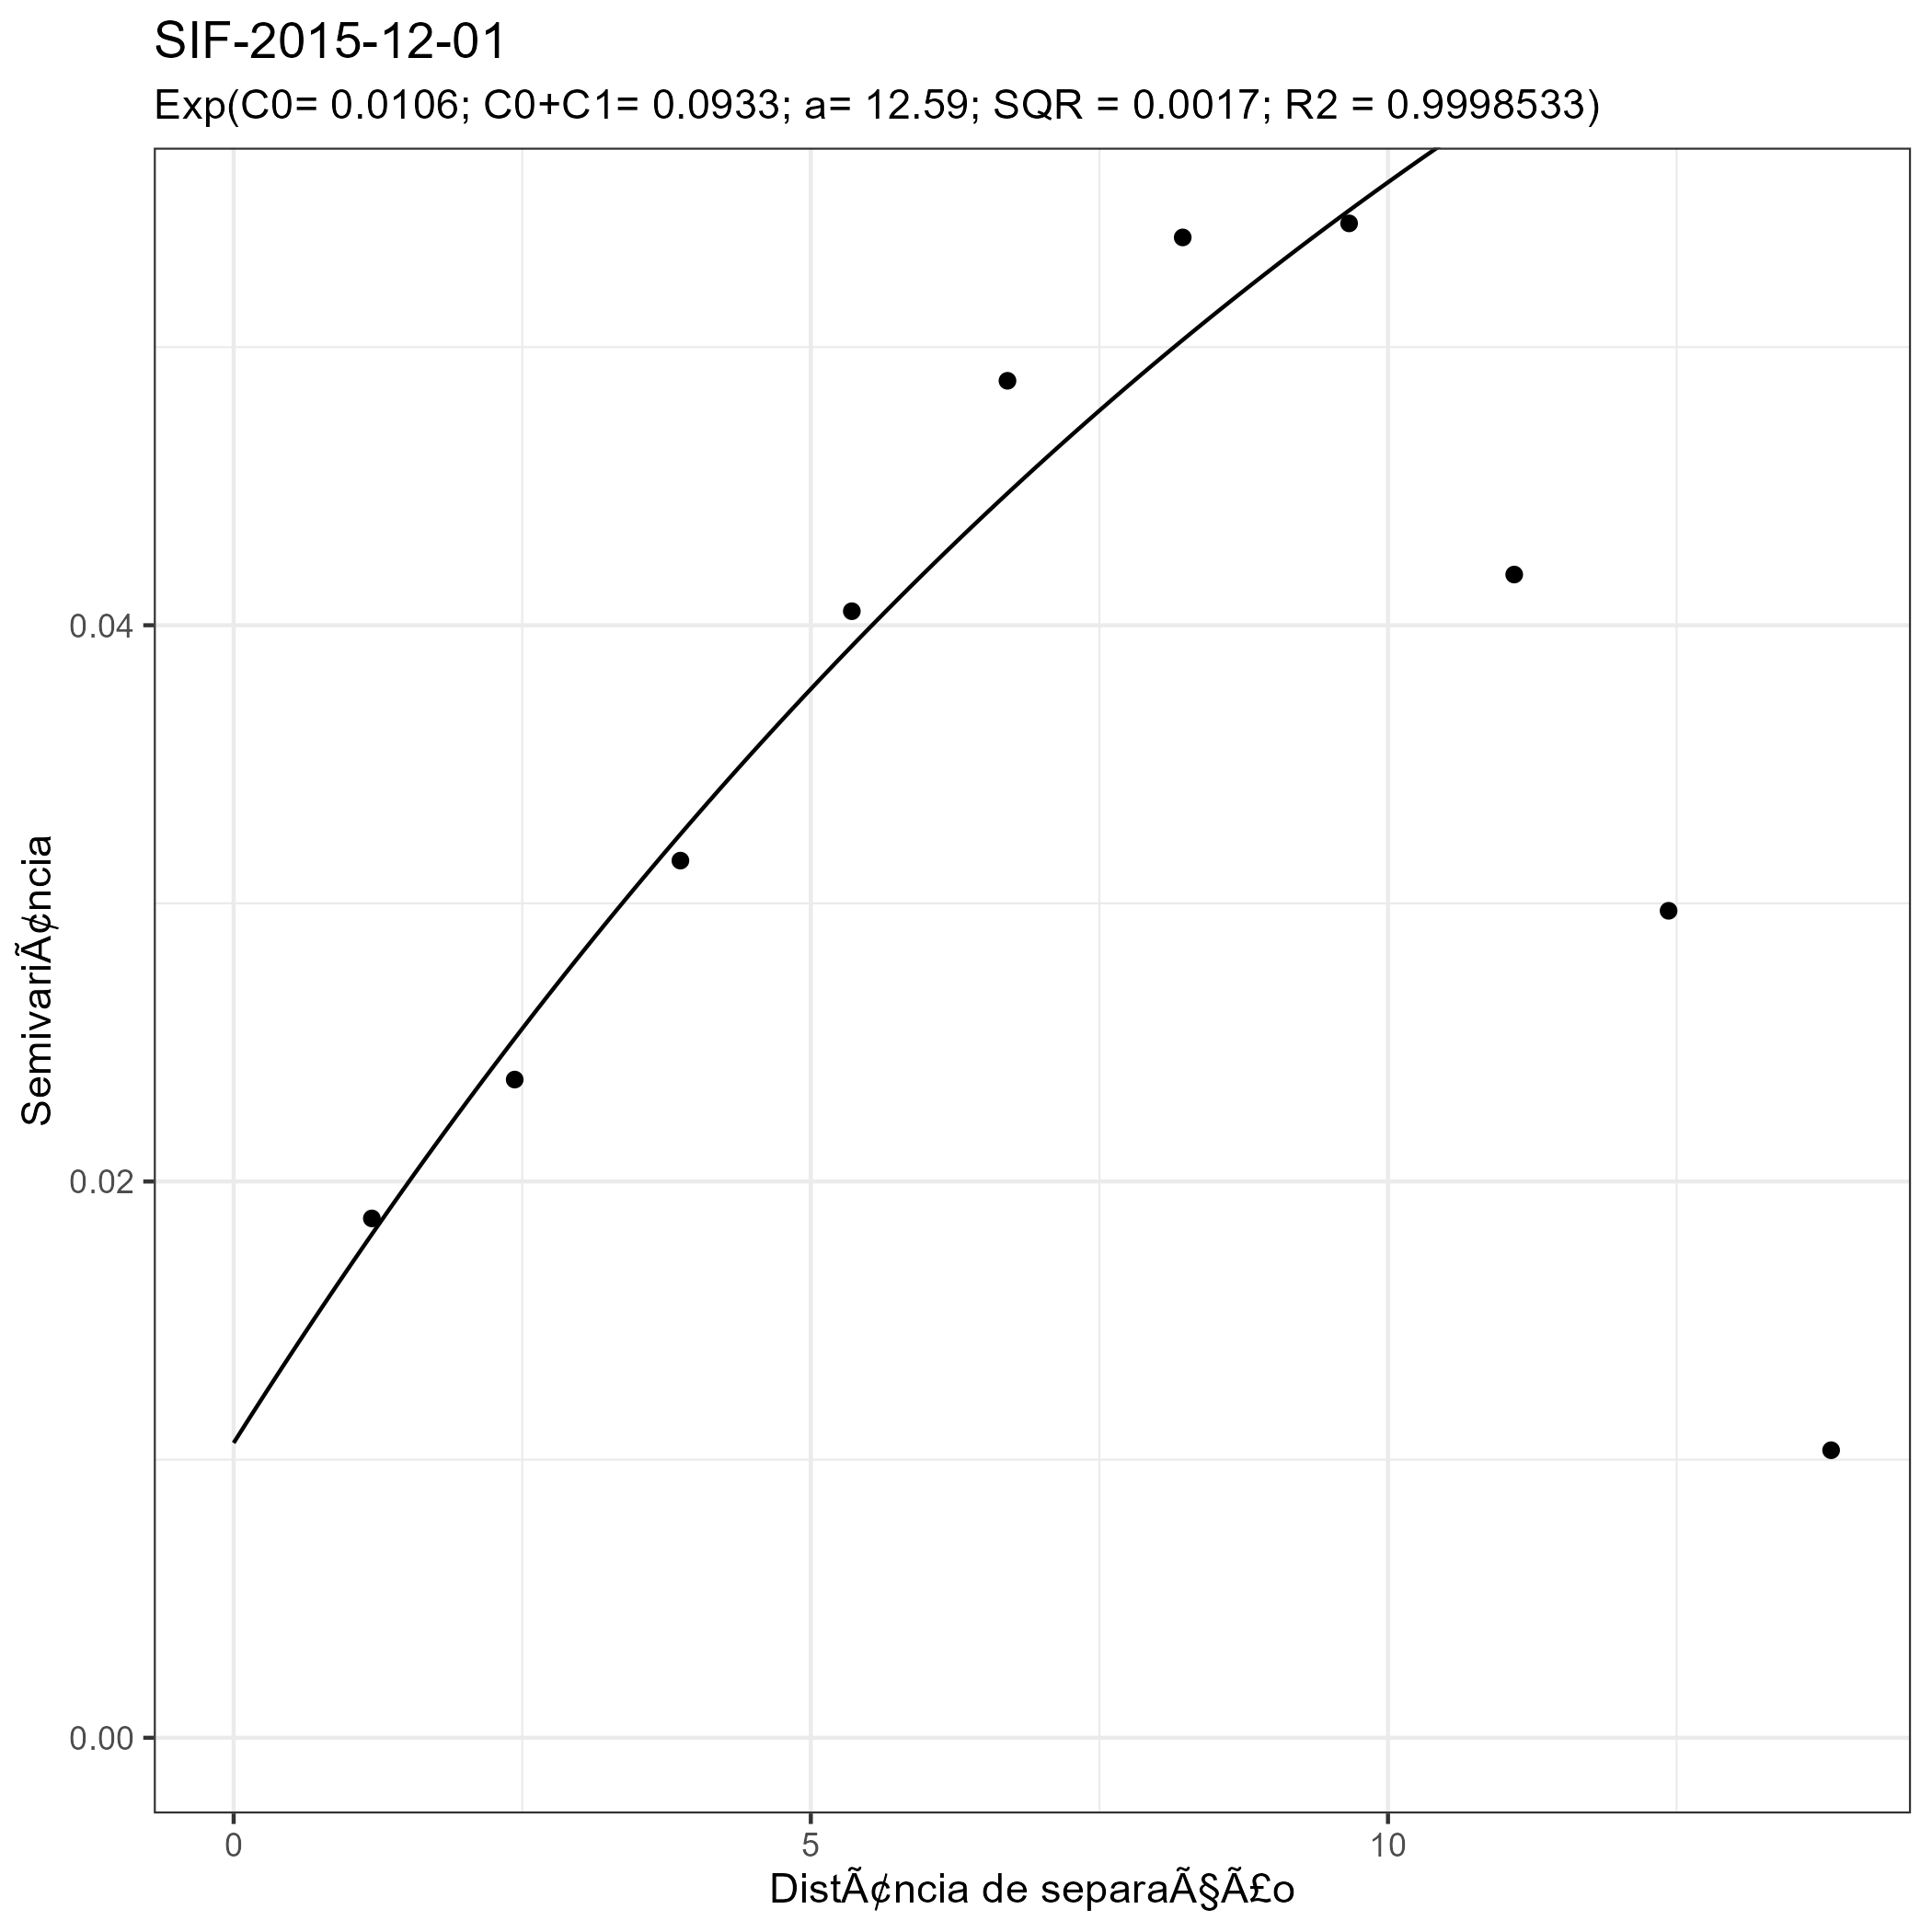 SIF-2015-12-01
Exp(C0= 0.0106; C0+C1= 0.0933; a= 12.59; SQR = 0.0017; R2 = 0.9998533)
SemivariÃ¢ncia
0.04
0.02
0.00
0
5
10
DistÃ¢ncia de separaÃ§Ã£o